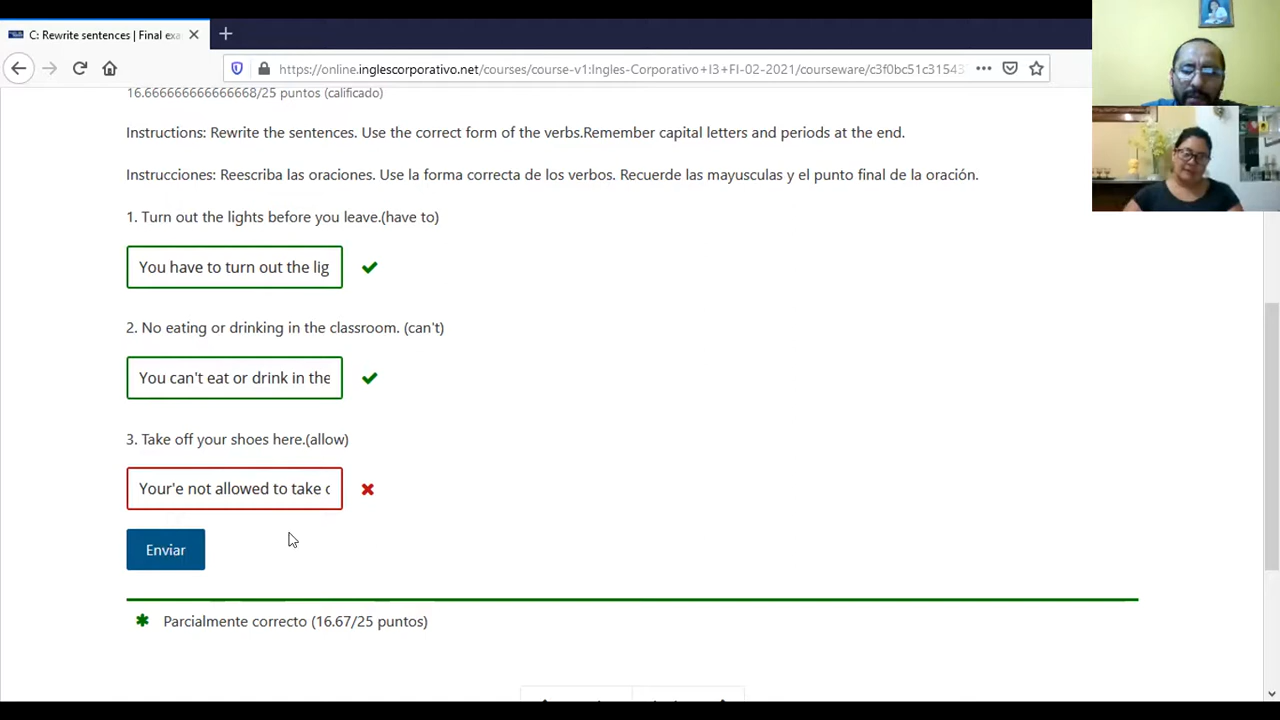 C: Rewrite sentences | Final exa
https://online.inglescorporativo.net/courses/course-v1:Ingles-Corporativo+I3+FI-02-2021/courseware/c3f0bc51c31543
16.666666666666668/25 puntos (calificado)
Instructions: Rewrite the sentences. Use the correct form of the verbs.Remember capital letters and periods at the end.
Instrucciones: Reescriba las oraciones. Use la forma correcta de los verbos. Recuerde las mayusculas y el punto final de la oración.
1. Turn out the lights before you leave.(have to)
You have to turn out the lig
2. No eating or drinking in the classroom. (can't)
You can't eat or drink in the
3. Take off your shoes here.(allow)
Your'e not allowed to take o
Enviar
Parcialmente correcto (16.67/25 puntos)